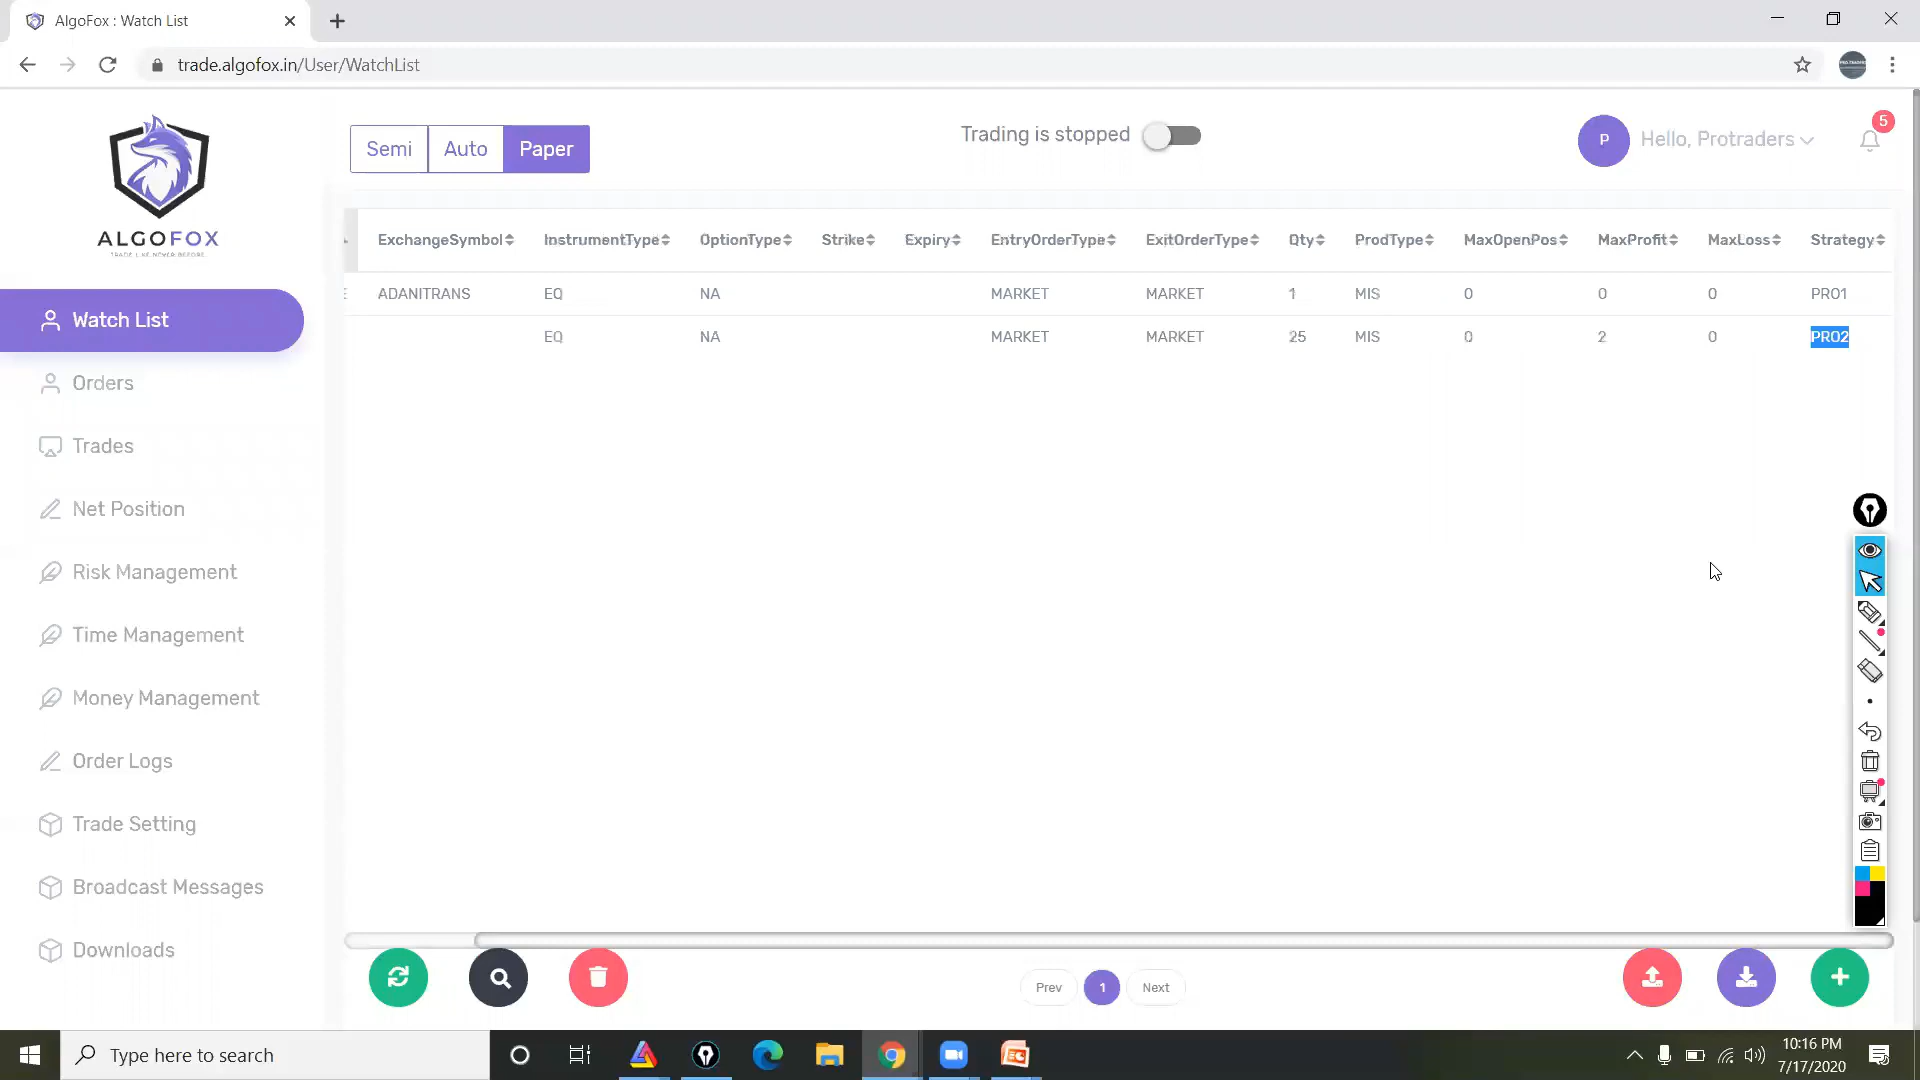 AlgoFox : Watch List
trade.algofox.in/User/WatchList
ALGOFOX
TRADE LIKE NEVER BEFORE
Semi Auto Paper
Trading is stopped
P Hello, Protraders
5
Watch List
Orders
Trades
Net Position
Risk Management
Time Management
Money Management
Order Logs
Trade Setting
Broadcast Messages
Downloads
ExchangeSymbol InstrumentType OptionType Strike Expiry EntryOrderType ExitOrderType Qty ProdType MaxOpenPos MaxProfit MaxLoss Strategy
ADANITRANS EQ NA MARKET MARKET 1 MIS 0 0 0 PRO1
EQ NA MARKET MARKET 25 MIS 0 2 0 PRO2
Prev 1 Next
Type here to search
10:16 PM
7/17/2020